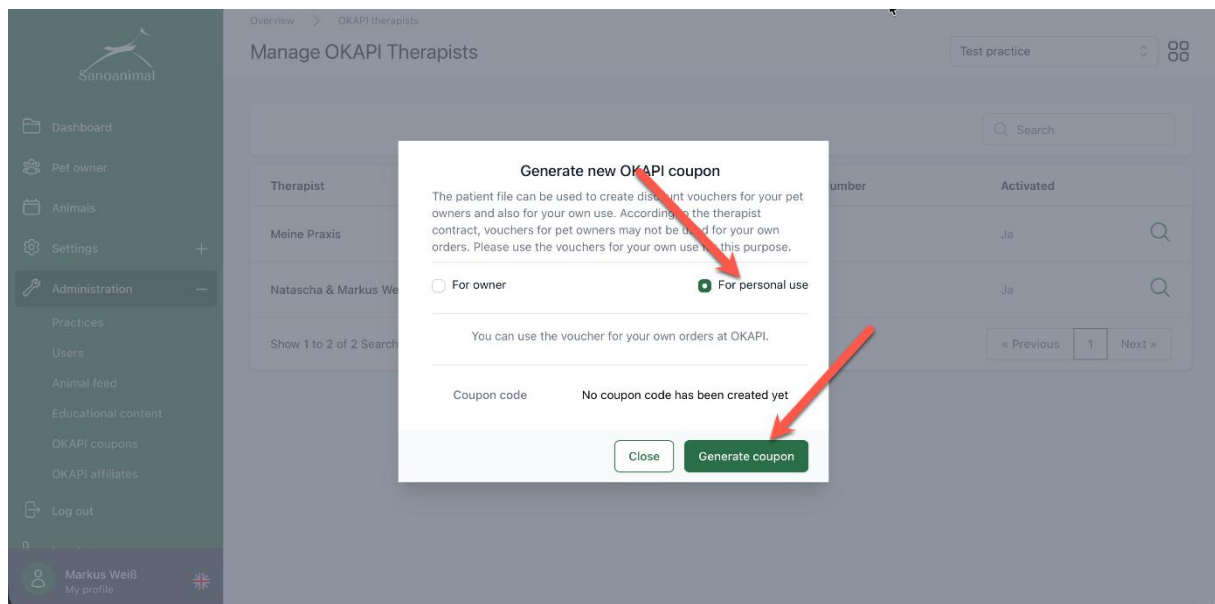 Sanoanimal
Dashboard
Pet owner
Animals
Settings
Administration
Practices
Users
Animal feed
Educational content
OKAPI coupons
OKAPI affiliates
Log out
Markus Weiß
My profile
Overview > OKAPI therapists
Manage OKAPI Therapists
Test practice
Search
Therapist umber Activated
Meine Praxis Ja
Natascha & Markus We Ja
Show 1 to 2 of 2 Search « Previous 1 Next »
Generate new OKAPI coupon
The patient file can be used to create discount vouchers for your pet
owners and also for your own use. According to the therapist
contract, vouchers for pet owners may not be used for your own
orders. Please use the vouchers for your own use for this purpose.
For owner For personal use
You can use the voucher for your own orders at OKAPI.
Coupon code No coupon code has been created yet
Close Generate coupon